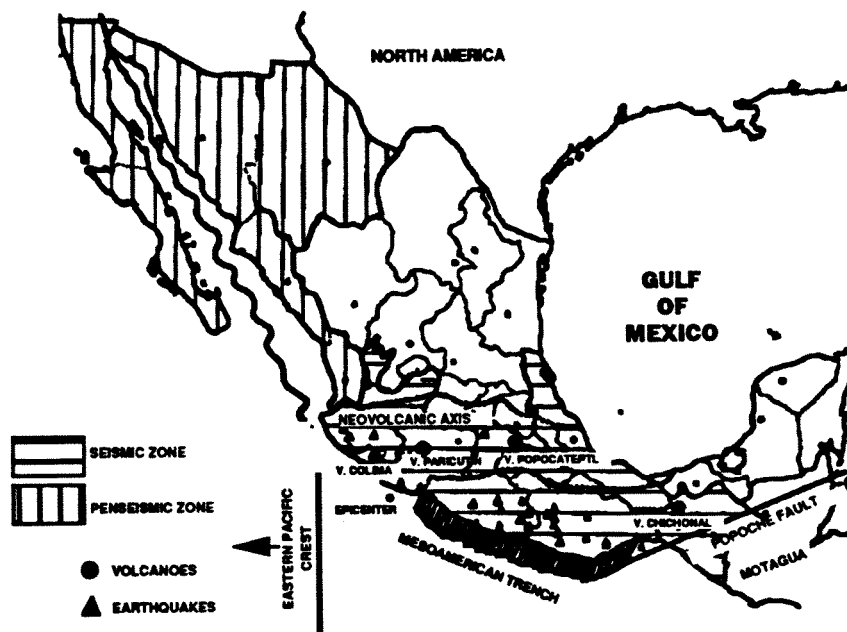 NORTH AMERICA
GULF
OF
MEXICO
NEOVOLCANIC AXIS
V. COLIMA
V. PARICUTIN
V. POPOCATEPTL
EPICENTER
V. CHICHONAL
POPOCHE FAULT
MOTAGUA
MESOAMERICAN TRENCH
EASTERN PACIFIC
CREST
SEISMIC ZONE
PENSEISMIC ZONE
VOLCANOES
EARTHQUAKES